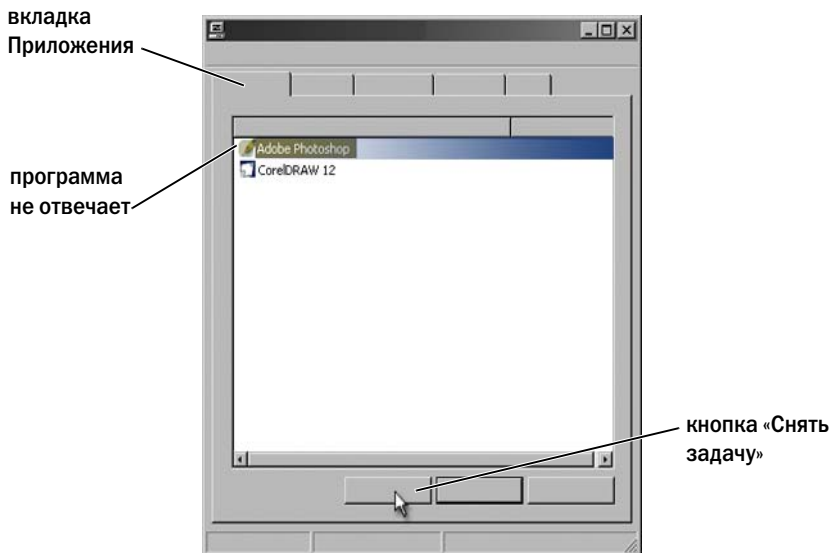 вкладка
Приложения
Adobe Photoshop
CorelDRAW 12
программа
не отвечает
кнопка «Снять
задачу»